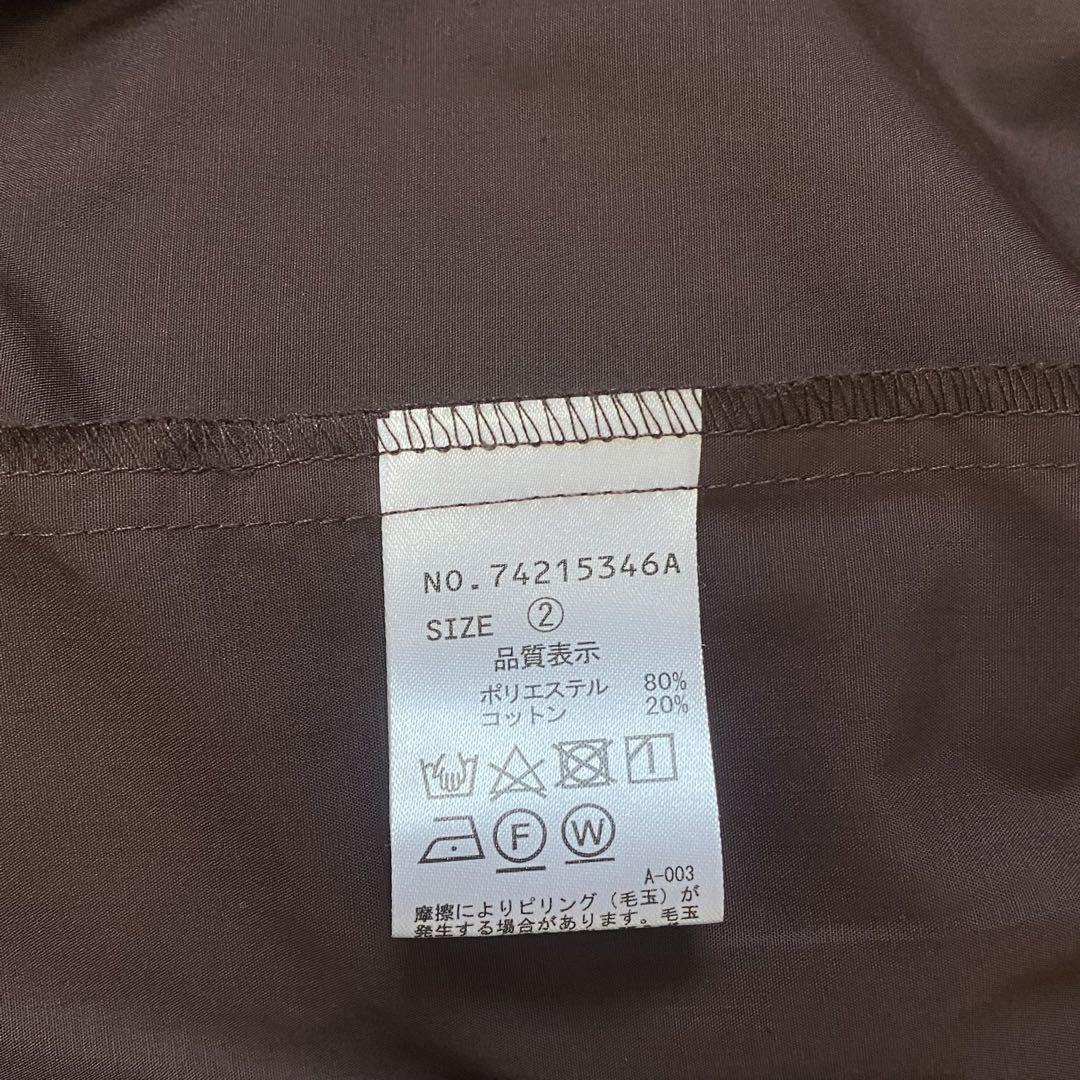 NO.74215346A
SIZE ②
品質表示
ポリエステル 80%
コットン 20%
F W
A-003
摩擦によりピリング(毛玉)が
発生する場合があります。毛玉